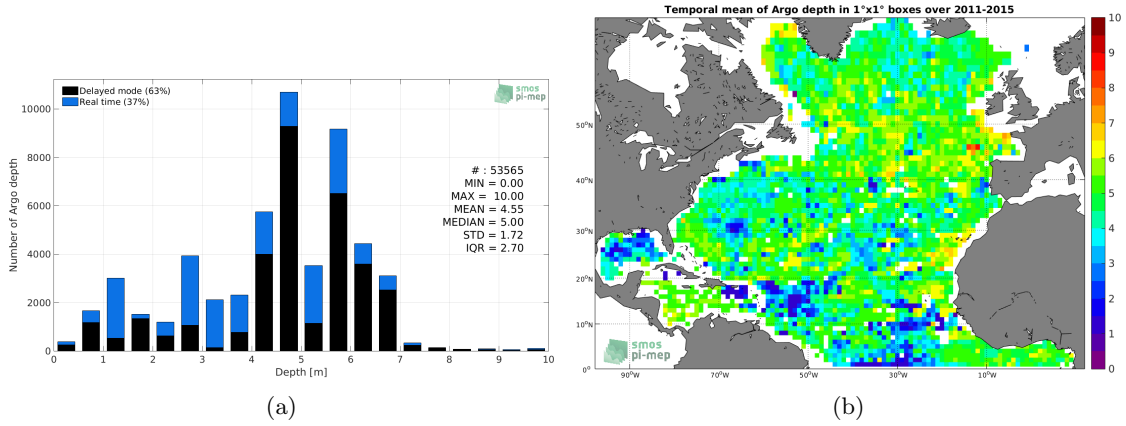 Delayed mode (63%)
Real time (37%)
smos
pi-mep
# : 53565
MIN = 0.00
MAX = 10.00
MEAN = 4.55
MEDIAN = 5.00
STD = 1.72
IQR = 2.70
Number of Argo depth
10000
8000
6000
4000
2000
0
0 1 2 3 4 5 6 7 8 9 10
Depth [m]
(a)
Temporal mean of Argo depth in 1°x1° boxes over 2011-2015
50°N
40°N
30°N
20°N
10°N
0°
90°W 70°W 50°W 30°W 10°W
smos
pi-mep
10
9
8
7
6
5
4
3
2
1
0
(b)